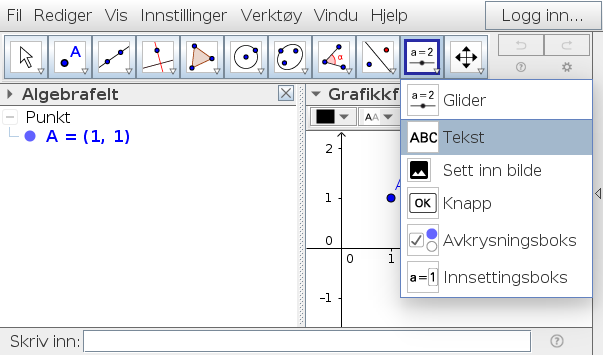 Fil Rediger Vis Innstillinger Verktøy Vindu Hjelp Logg inn...
A α a=2
Algebrafelt
Punkt
A = (1, 1)
Grafikkf
AA
2
1
0
0 1
-1
A
a=2 Glider
ABC Tekst
Sett inn bilde
OK Knapp
Avkrysningsboks
a=1 Innsettingsboks
Skriv inn: